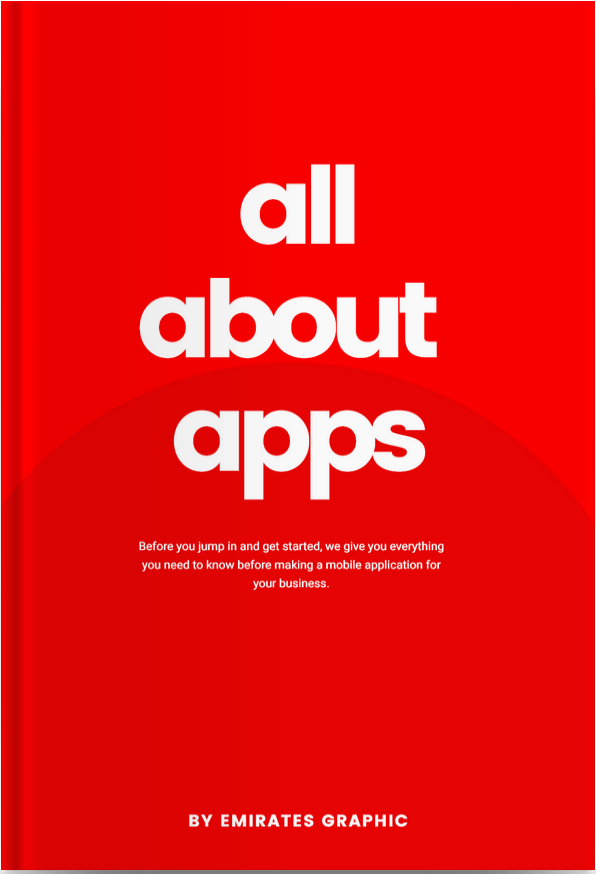 all
about
apps
Before you jump in and get started, we give you everything
you need to know before making a mobile application for
your business.
BY EMIRATES GRAPHIC